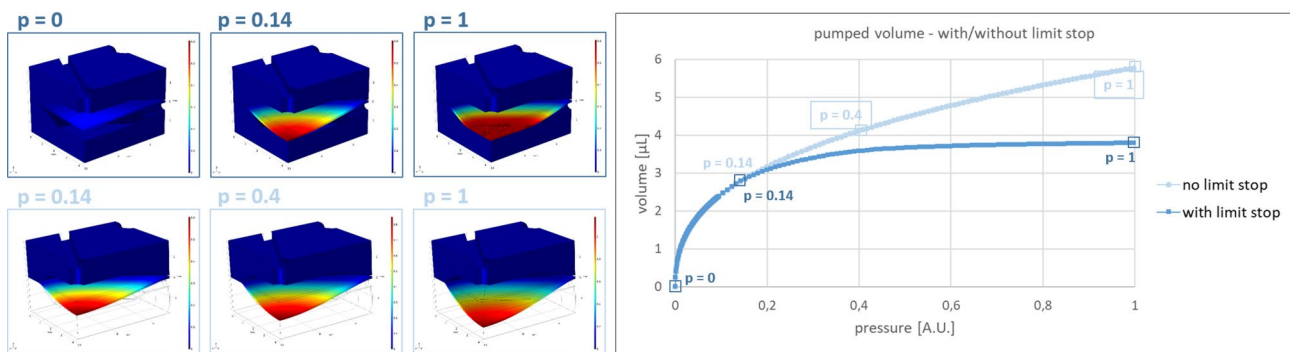 p = 0
p = 0.14
p = 1
p = 0.14
p = 0.4
p = 1
pumped volume - with/without limit stop
volume [µL]
6
5
4
3
2
1
0
p = 1
p = 0.4
p = 0.14
p = 1
p = 0.14
p = 0
no limit stop
with limit stop
0 0,2 0,4 0,6 0,8 1
pressure [A.U.]